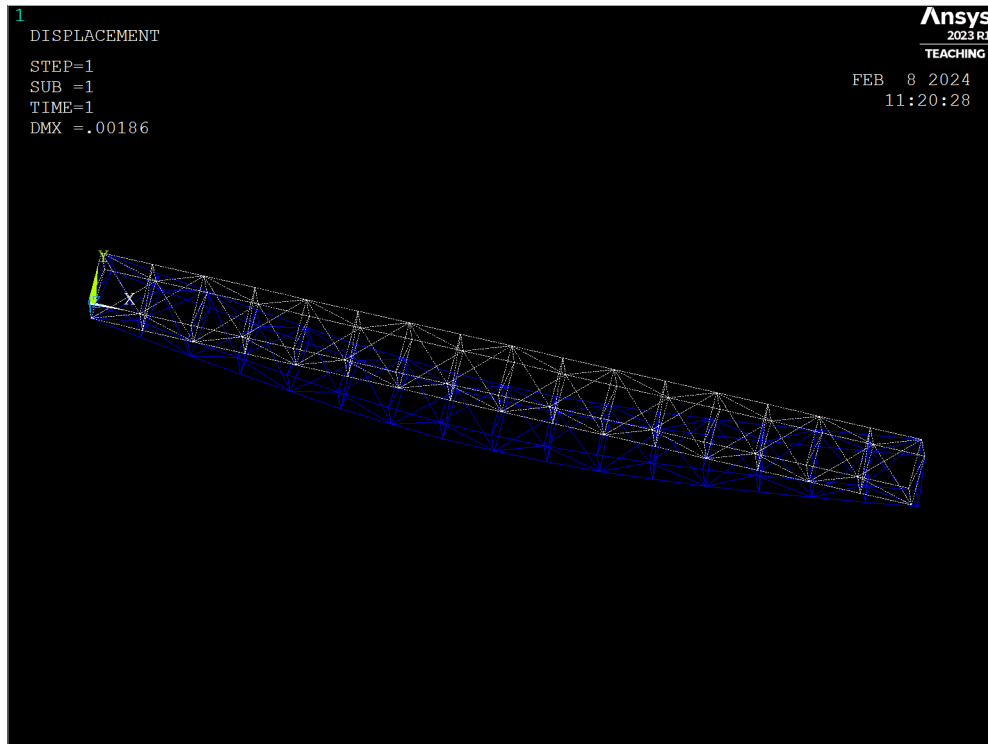 1
DISPLACEMENT
STEP=1
SUB =1
TIME=1
DMX =.00186
Ansys
2023 R1
TEACHING
FEB  8 2024
11:20:28
Y
X